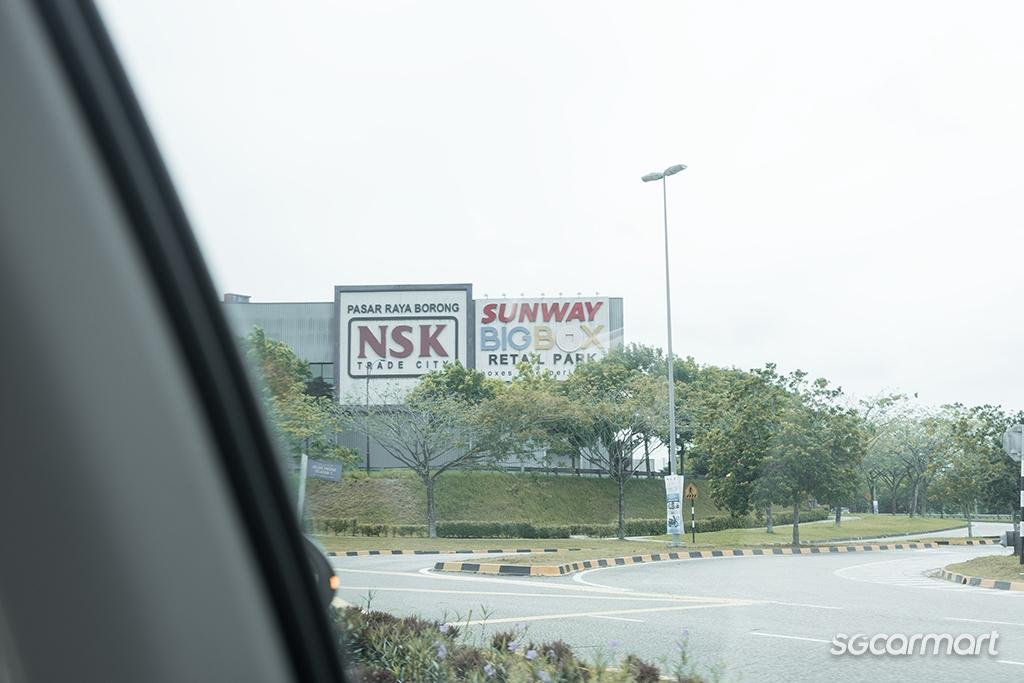 PASAR RAYA BORONG
NSK
TRADE CITY
SUNWAY
BIGBOX
RETAIL PARK
sgcarmart